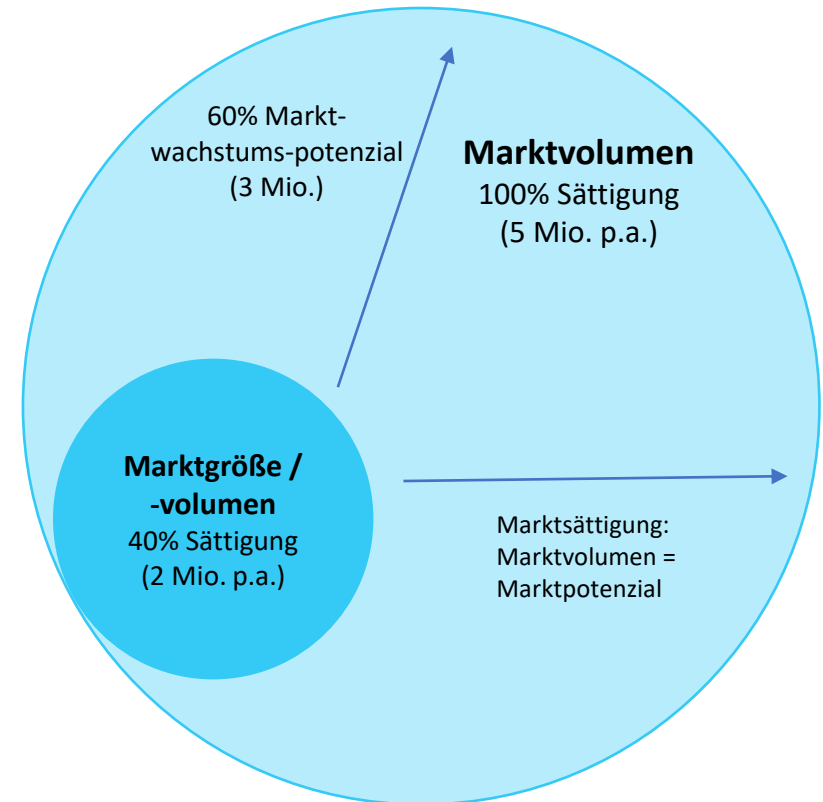 60% Markt-
wachstums-potenzial
(3 Mio.)
Marktvolumen
100% Sättigung
(5 Mio. p.a.)
Marktgröße /
-volumen
40% Sättigung
(2 Mio. p.a.)
Marktsättigung:
Marktvolumen =
Marktpotenzial